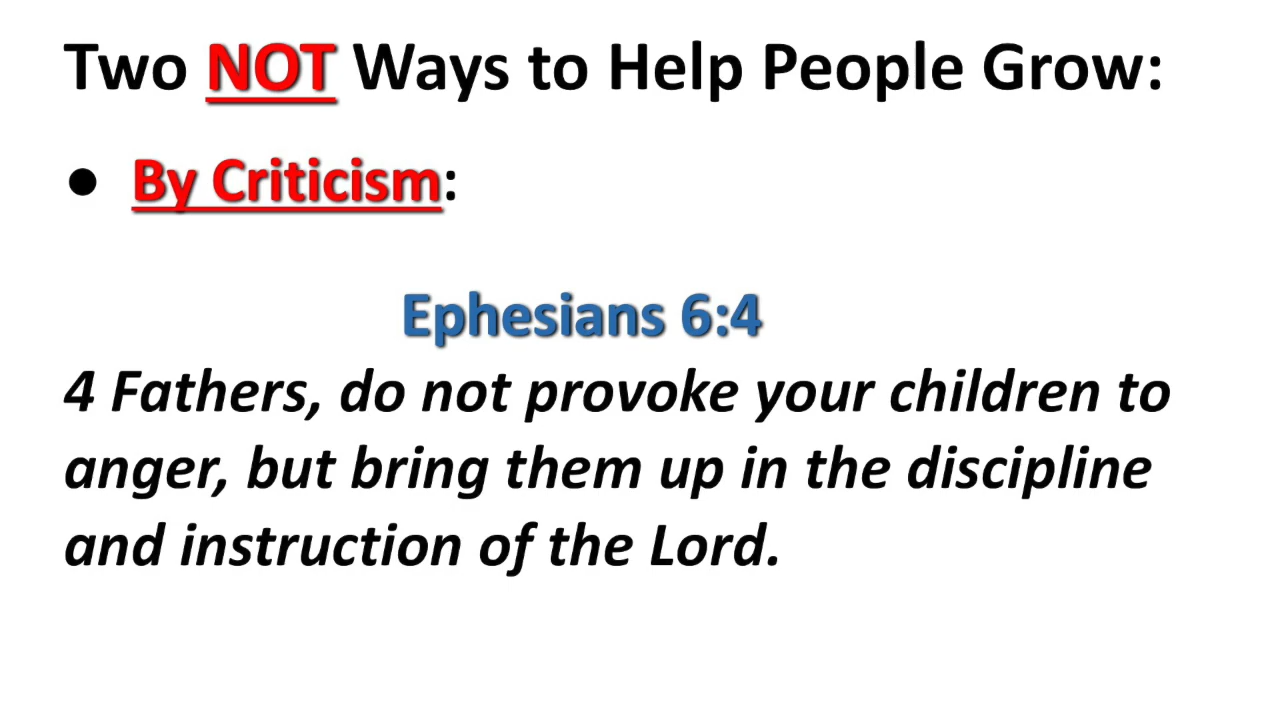 Two NOT Ways to Help People Grow:
● By Criticism:
Ephesians 6:4
4 Fathers, do not provoke your children to
anger, but bring them up in the discipline
and instruction of the Lord.